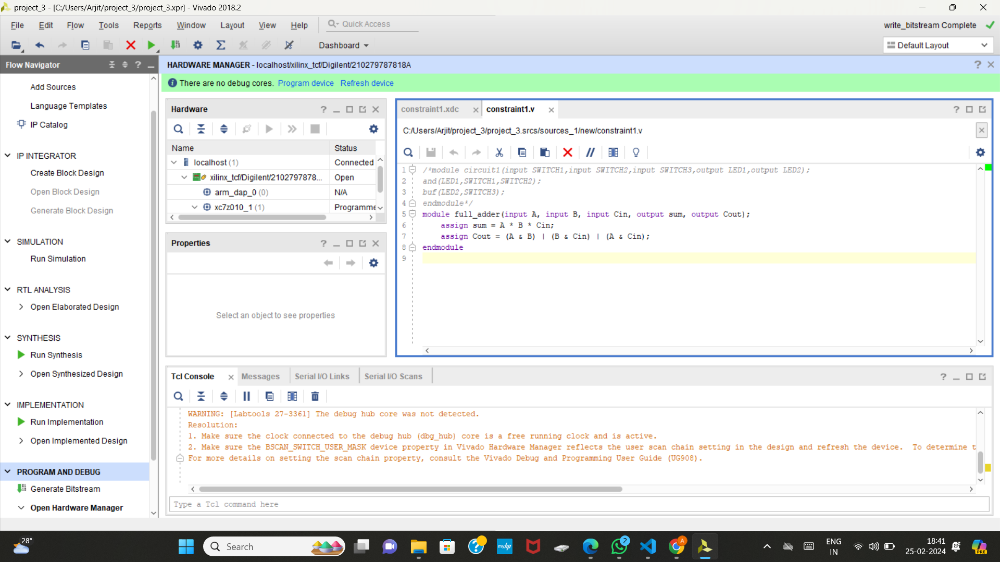 project_3 - [C:/Users/Arjit/project_3/project_3.xpr] - Vivado 2018.2
File Edit Flow Tools Reports Window Layout View Help Quick Access
write_bitstream Complete
Dashboard
Default Layout
Flow Navigator
Add Sources
Language Templates
IP Catalog
IP INTEGRATOR
Create Block Design
Open Block Design
Generate Block Design
SIMULATION
Run Simulation
RTL ANALYSIS
Open Elaborated Design
SYNTHESIS
Run Synthesis
Open Synthesized Design
IMPLEMENTATION
Run Implementation
Open Implemented Design
PROGRAM AND DEBUG
Generate Bitstream
Open Hardware Manager
HARDWARE MANAGER - localhost/xilinx_tcf/Digilent/210279787818A
There are no debug cores. Program device Refresh device
Hardware
Name Status
localhost (1) Connected
xilinx_tcf/Digilent/2102797878... Open
arm_dap_0 (0) N/A
xc7z010_1 (1) Programme
Properties
Select an object to see properties
constraint1.xdc constraint1.v
C:/Users/Arjit/project_3/project_3.srcs/sources_1/new/constraint1.v
1 /*module circuit1(input SWITCH1,input SWITCH2,input SWITCH3,output LED1,output LED2);
2 and(LED1,SWITCH1,SWITCH2);
3 buf(LED2,SWITCH3);
4 endmodule*/
5 module full_adder(input A, input B, input Cin, output sum, output Cout);
6 assign sum = A * B * Cin;
7 assign Cout = (A & B) | (B & Cin) | (A & Cin);
8 endmodule
9
Tcl Console Messages Serial I/O Links Serial I/O Scans
WARNING: [Labtools 27-3361] The debug hub core was not detected.
Resolution:
1. Make sure the clock connected to the debug hub (dbg_hub) core is a free running clock and is active.
2. Make sure the BSCAN_SWITCH_USER_MASK device property in Vivado Hardware Manager reflects the user scan chain setting in the design and refresh the device. To determine t
For more details on setting the scan chain property, consult the Vivado Debug and Programming User Guide (UG908).
Type a Tcl command here
28°
Search
myhp
2
A
ENG
IN
18:41
25-02-2024
PRE